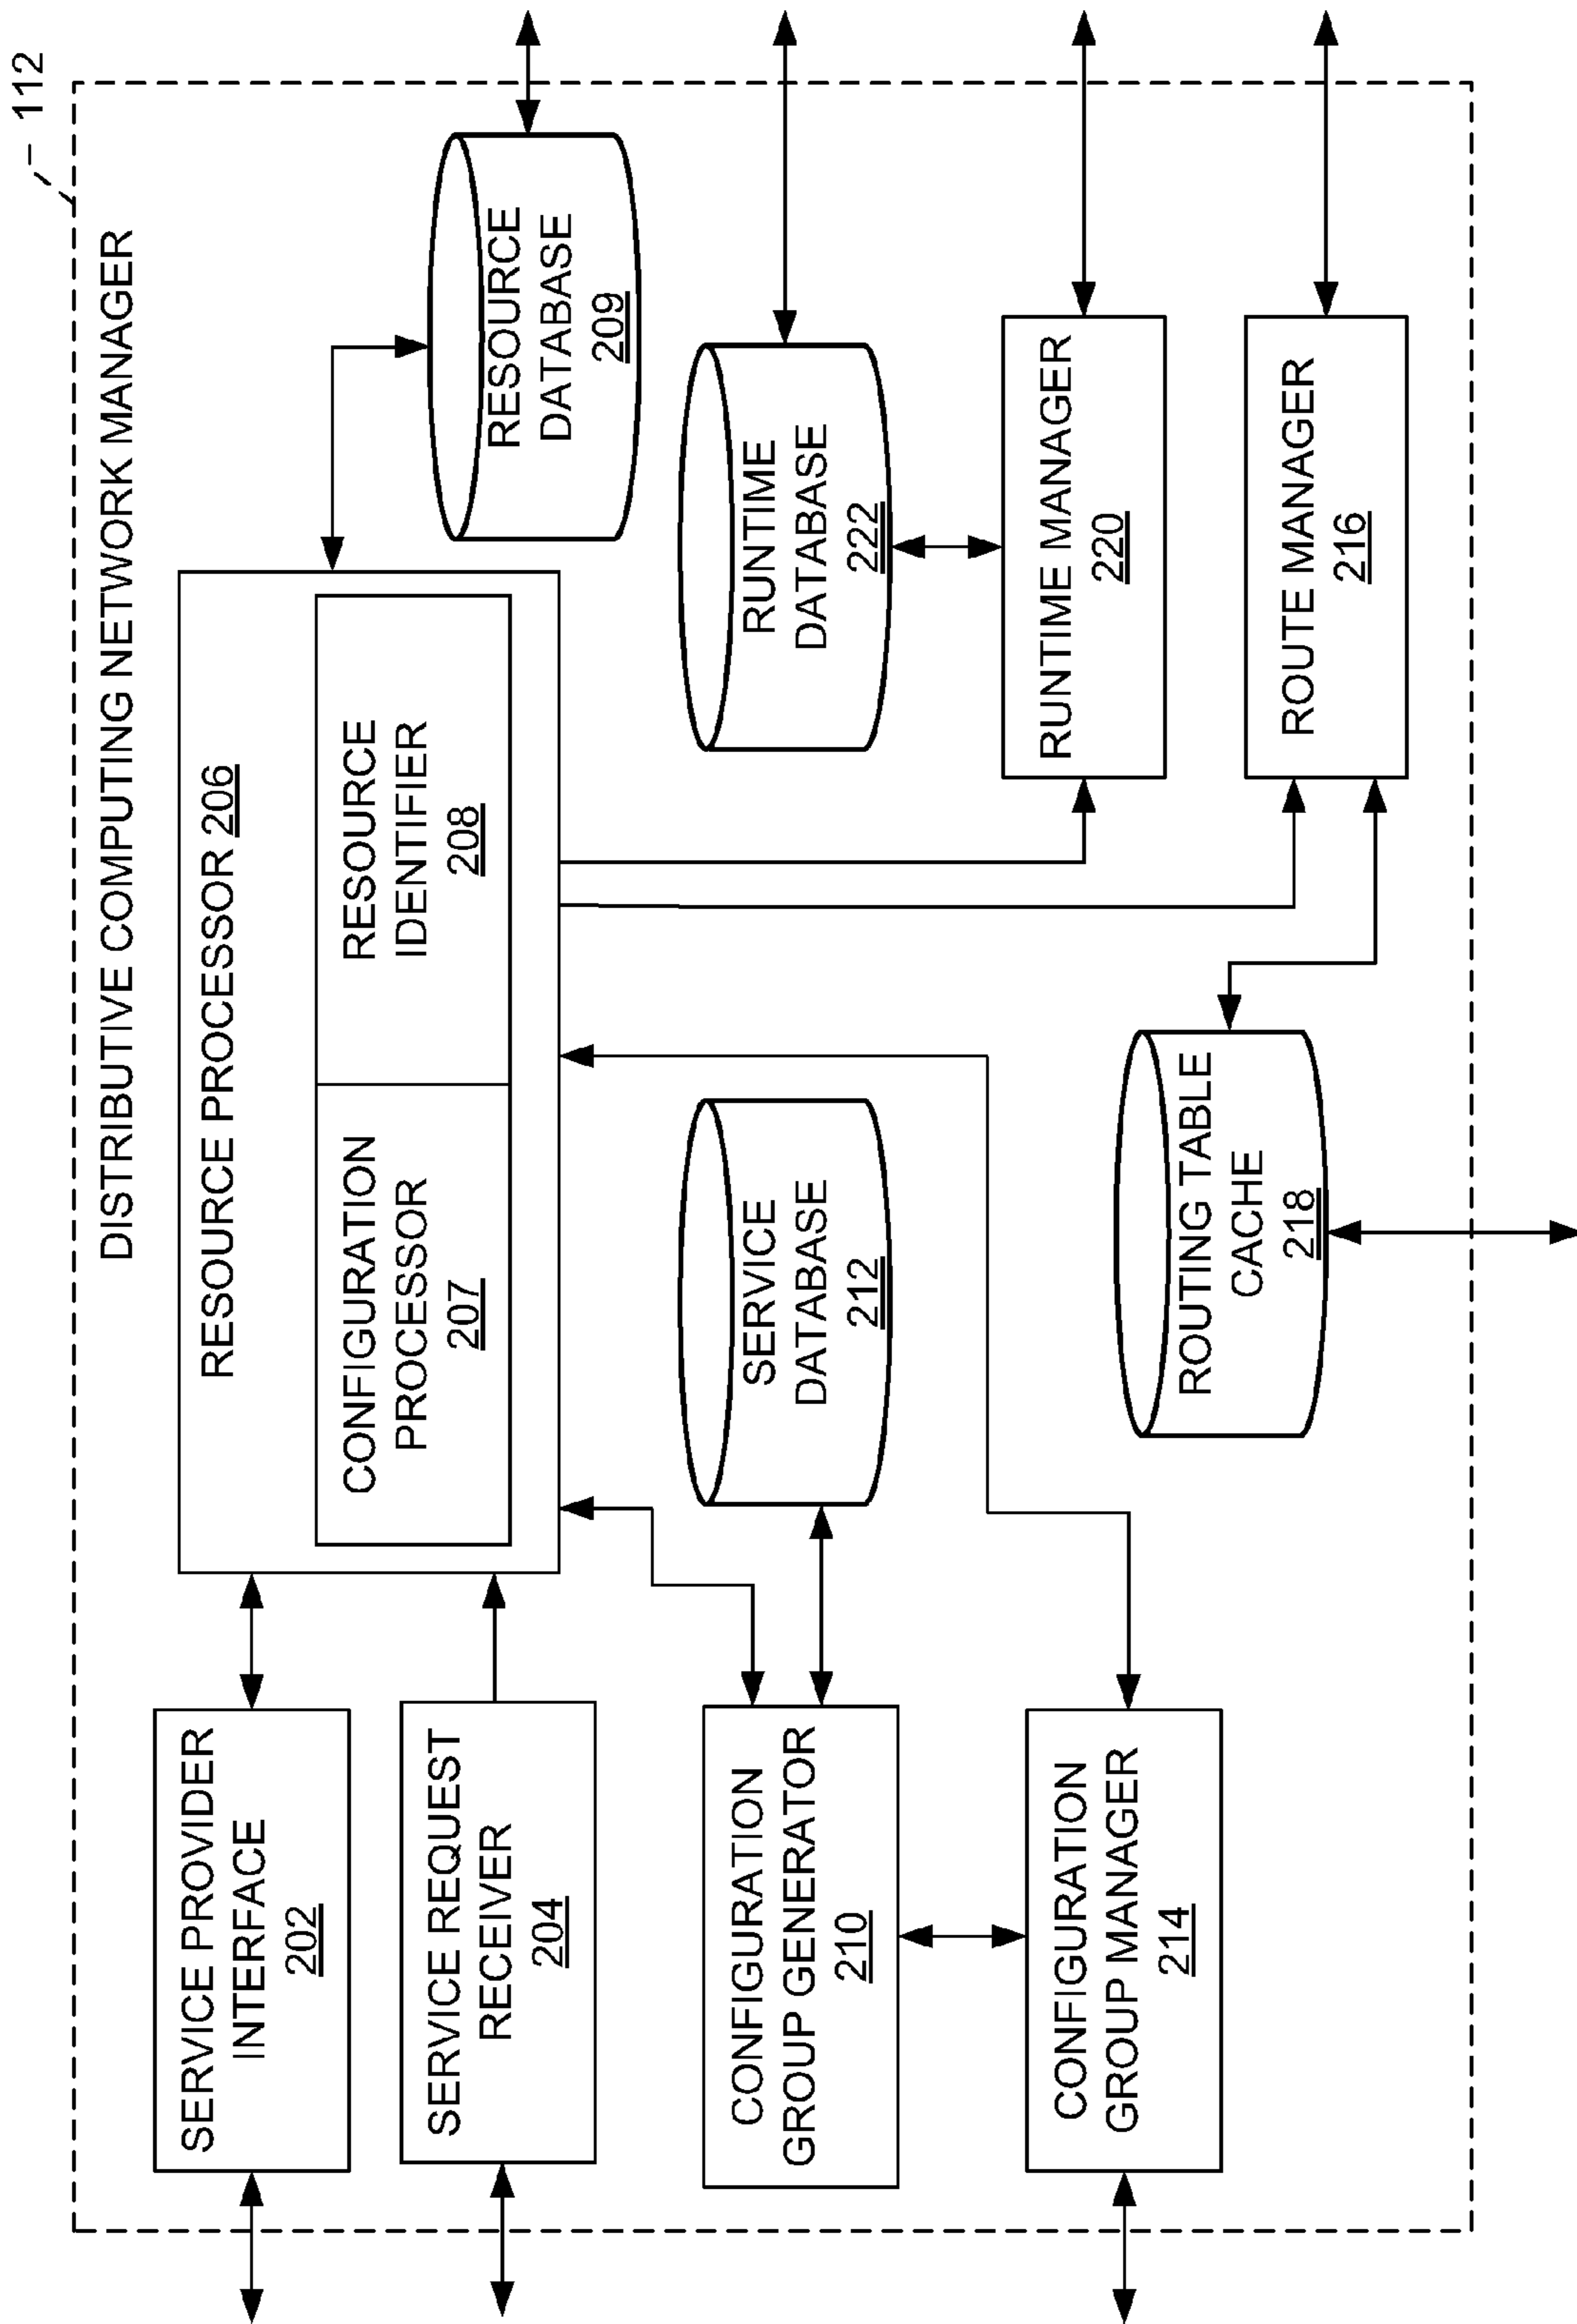 112
DISTRIBUTIVE COMPUTING NETWORK MANAGER
SERVICE PROVIDER
INTERFACE
202
SERVICE REQUEST
RECEIVER
204
RESOURCE PROCESSOR 206
CONFIGURATION
PROCESSOR
207
RESOURCE
IDENTIFIER
208
RESOURCE
DATABASE
209
CONFIGURATION
GROUP GENERATOR
210
SERVICE
DATABASE
212
RUNTIME
DATABASE
222
CONFIGURATION
GROUP MANAGER
214
ROUTING TABLE
CACHE
218
RUNTIME MANAGER
220
ROUTE MANAGER
216